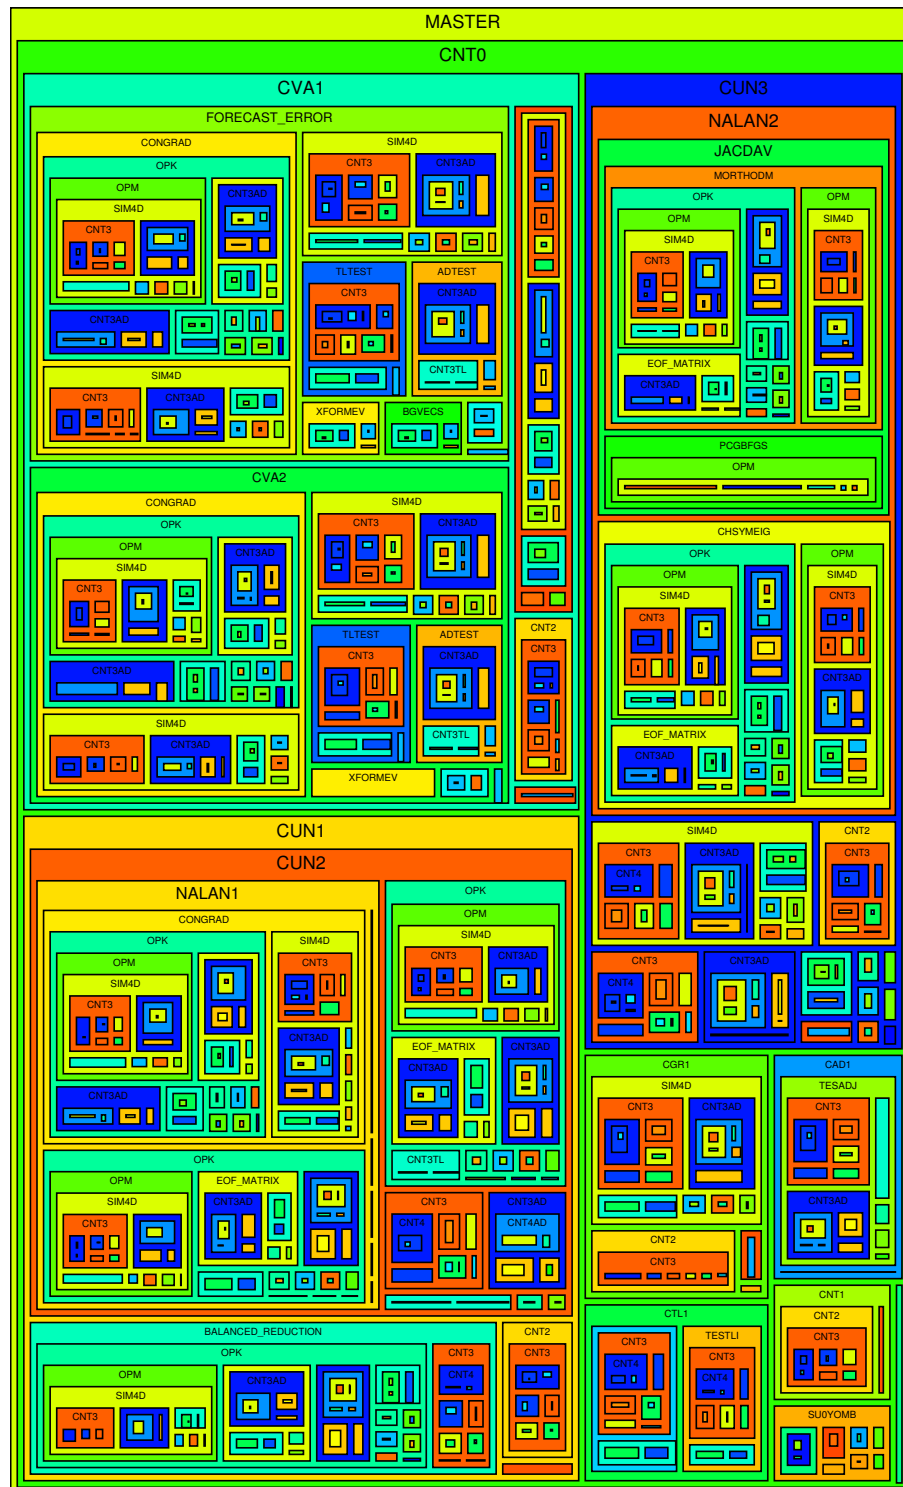 MASTER
CNT0
CVA1
FORECAST_ERROR
CONGRAD
OPK
OPM
SIM4D
CNT3
CNT3AD
CNT3AD
SIM4D
CNT3
CNT3AD
SIM4D
CNT3
CNT3AD
TLTEST
CNT3
ADTEST
CNT3AD
CNT3TL
XFORMEV
BGVECS
CVA2
CONGRAD
OPK
OPM
SIM4D
CNT3
CNT3AD
CNT3AD
SIM4D
CNT3
CNT3AD
SIM4D
CNT3
CNT3AD
TLTEST
CNT3
ADTEST
CNT3AD
CNT3TL
XFORMEV
CNT2
CNT3
CUN1
CUN2
NALAN1
CONGRAD
OPK
OPM
SIM4D
CNT3
CNT3AD
SIM4D
CNT3
CNT3AD
OPK
OPM
SIM4D
CNT3
EOF_MATRIX
CNT3AD
OPK
OPM
SIM4D
CNT3
CNT3AD
EOF_MATRIX
CNT3AD
CNT3AD
CNT3TL
CNT3
CNT4
CNT3AD
CNT4AD
BALANCED_REDUCTION
OPK
OPM
SIM4D
CNT3
CNT3AD
CNT3
CNT4
CNT2
CNT3
CUN3
NALAN2
JACDAV
MORTHODM
OPK
OPM
SIM4D
CNT3
EOF_MATRIX
CNT3AD
OPM
SIM4D
CNT3
PCGBFGS
OPM
CHSYMEIG
OPK
OPM
SIM4D
CNT3
EOF_MATRIX
CNT3AD
OPM
SIM4D
CNT3
CNT3AD
SIM4D
CNT3
CNT4
CNT3AD
CNT2
CNT3
CNT3
CNT4
CNT3AD
CGR1
SIM4D
CNT3
CNT3AD
CNT2
CNT3
CAD1
TESADJ
CNT3
CNT3AD
CTL1
CNT3
CNT4
TESTLI
CNT3
CNT4
CNT1
CNT2
CNT3
SU0YOMB